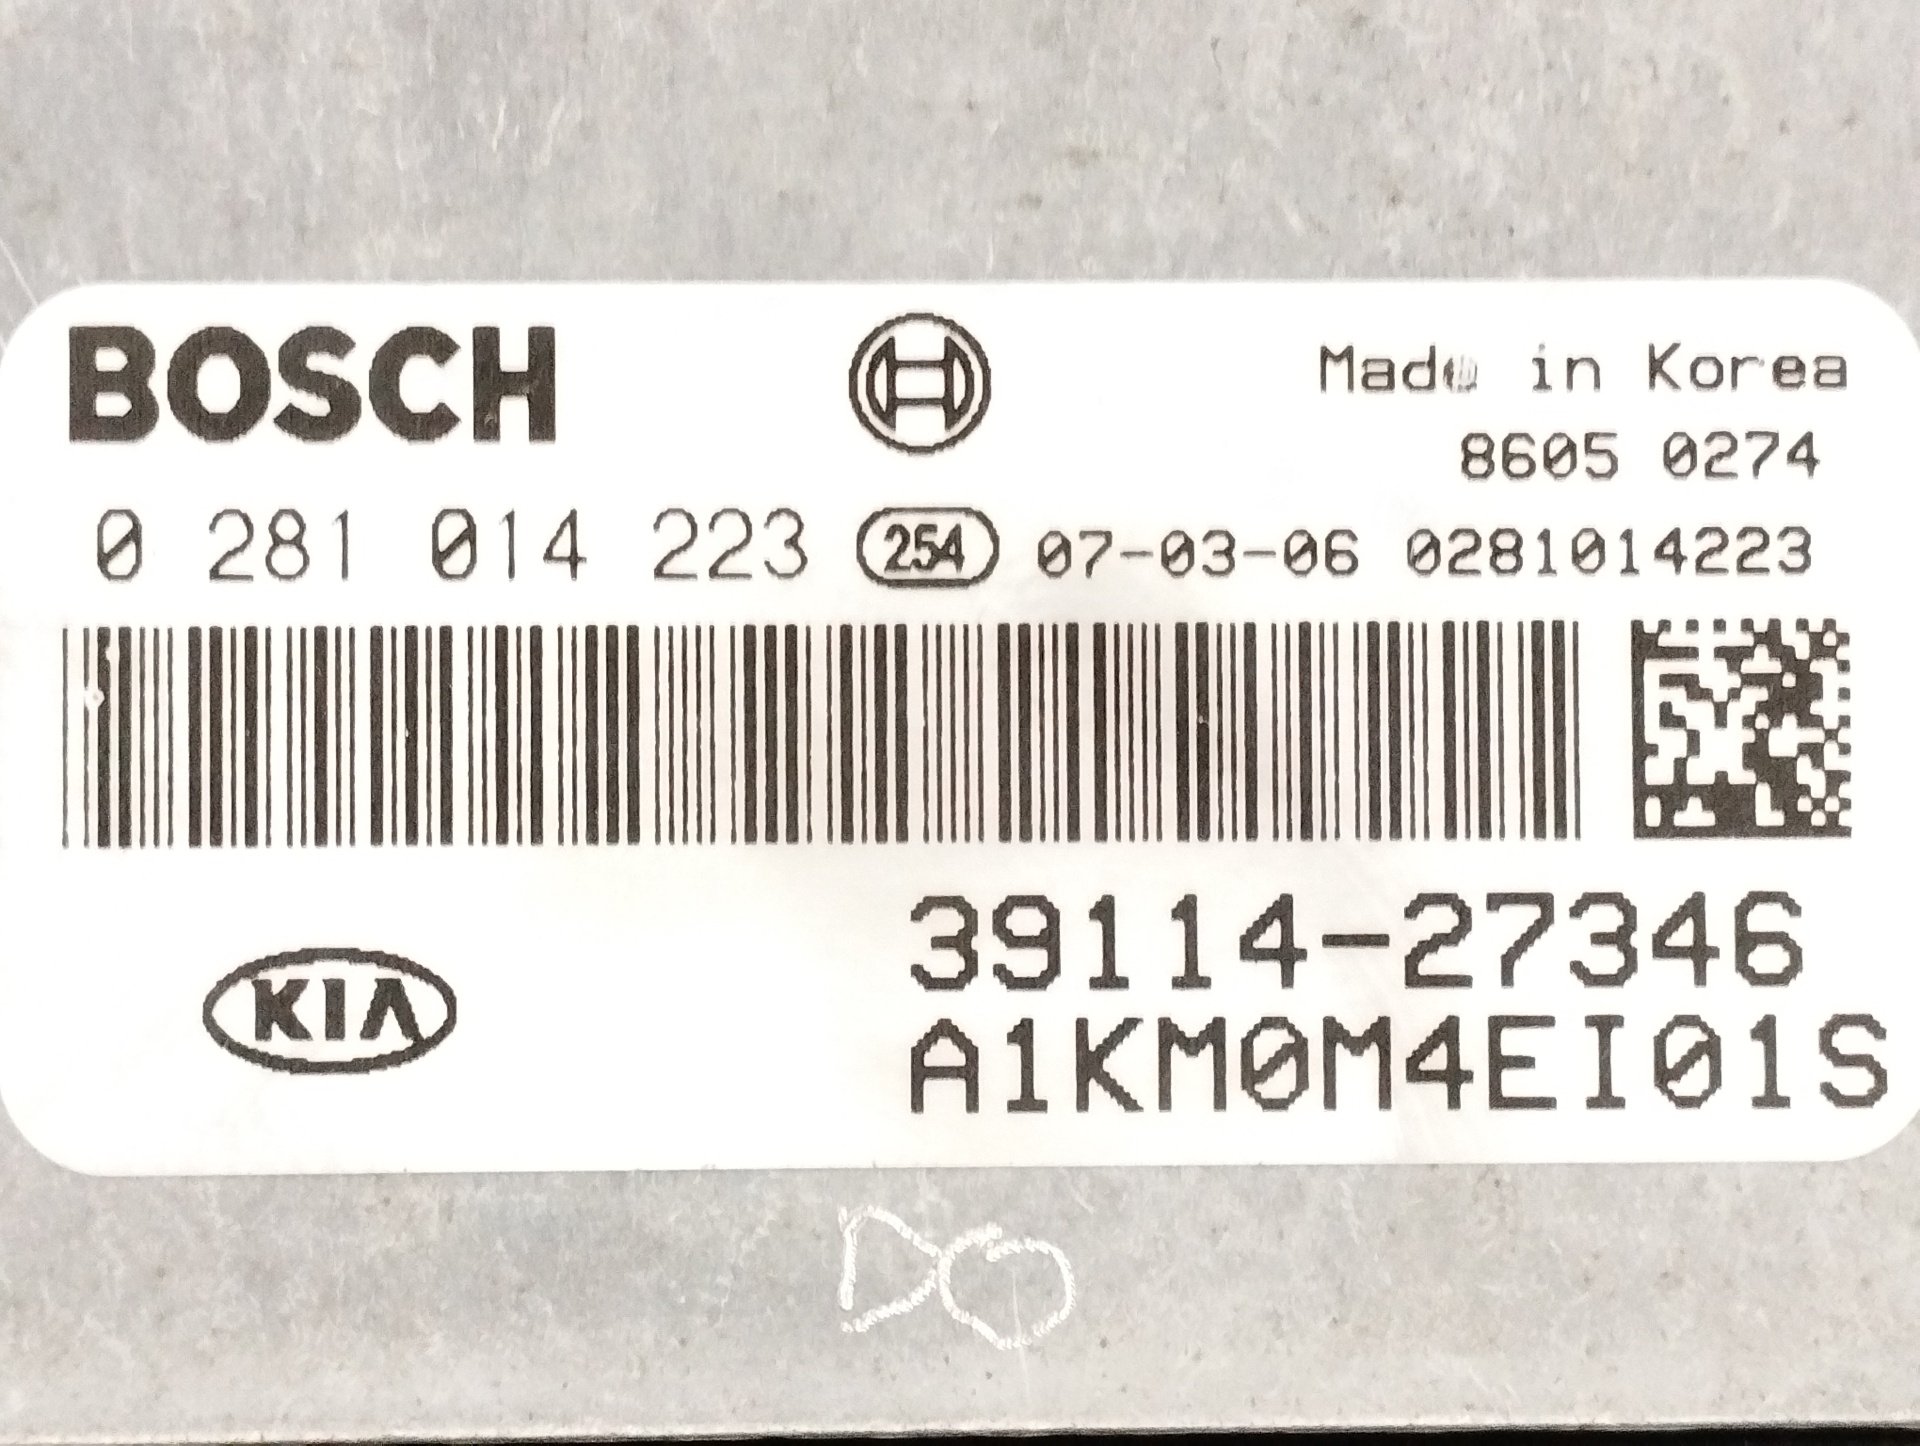 BOSCH
Made in Korea
8605 0274
0 281 014 223 254 07-03-06 0281014223
39114-27346
KIA
A1KM0M4EI01S
DO